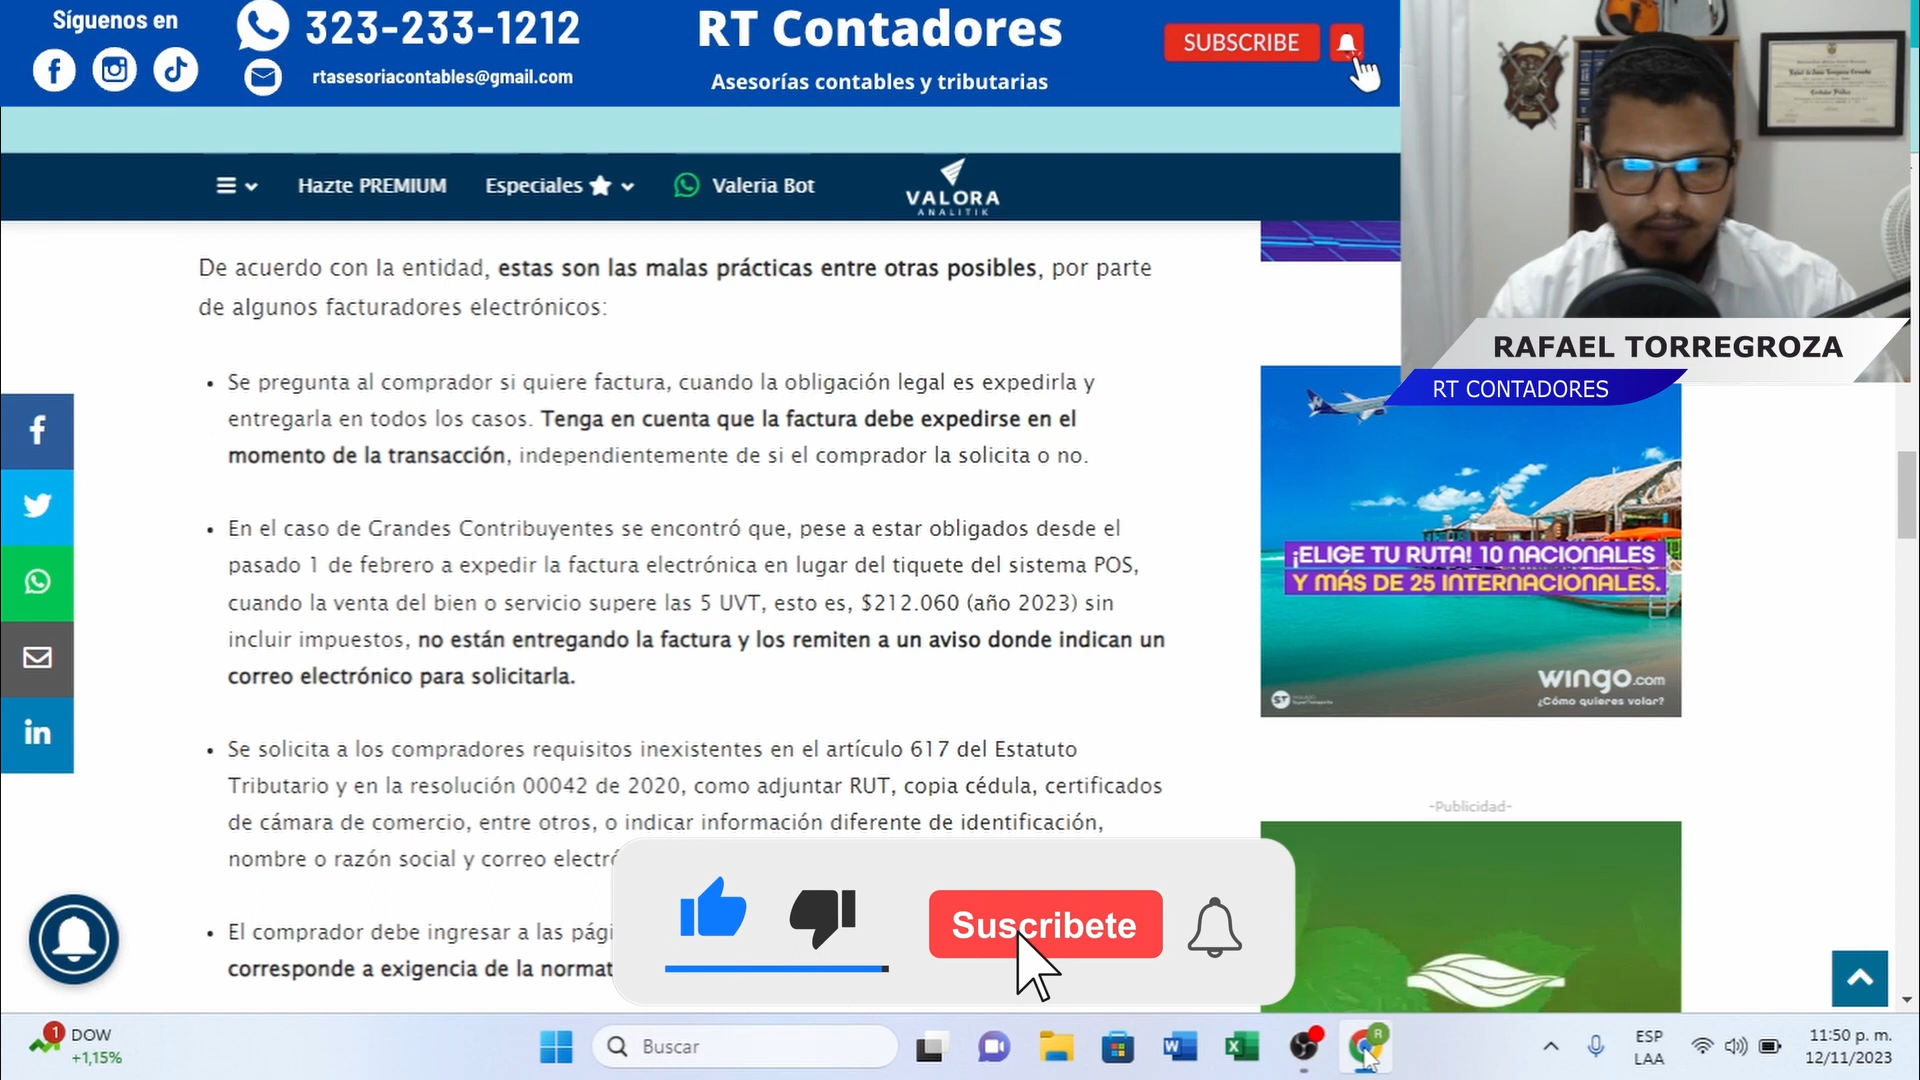 Síguenos en
323-233-1212
rtasesoriacontables@gmail.com
RT Contadores
Asesorías contables y tributarias
SUBSCRIBE
Hazte PREMIUM
Especiales
Valeria Bot
VALORA
ANALITIK
De acuerdo con la entidad, estas son las malas prácticas entre otras posibles, por parte
de algunos facturadores electrónicos:
• Se pregunta al comprador si quiere factura, cuando la obligación legal es expedirla y
entregarla en todos los casos. Tenga en cuenta que la factura debe expedirse en el
momento de la transacción, independientemente de si el comprador la solicita o no.
• En el caso de Grandes Contribuyentes se encontró que, pese a estar obligados desde el
pasado 1 de febrero a expedir la factura electrónica en lugar del tiquete del sistema POS,
cuando la venta del bien o servicio supere las 5 UVT, esto es, $212.060 (año 2023) sin
incluir impuestos, no están entregando la factura y los remiten a un aviso donde indican un
correo electrónico para solicitarla.
• Se solicita a los compradores requisitos inexistentes en el artículo 617 del Estatuto
Tributario y en la resolución 00042 de 2020, como adjuntar RUT, copia cédula, certificados
de cámara de comercio, entre otros, o indicar información diferente de identificación,
nombre o razón social y correo electró
• El comprador debe ingresar a las pági
corresponde a exigencia de la normat
RAFAEL TORREGROZA
RT CONTADORES
¡ELIGE TU RUTA! 10 NACIONALES
Y MÁS DE 25 INTERNACIONALES.
wingo.com
¿Cómo quieres volar?
ST
-Publicidad-
Suscribete
1
DOW
+1,15%
Buscar
R
ESP
LAA
11:50 p. m.
12/11/2023